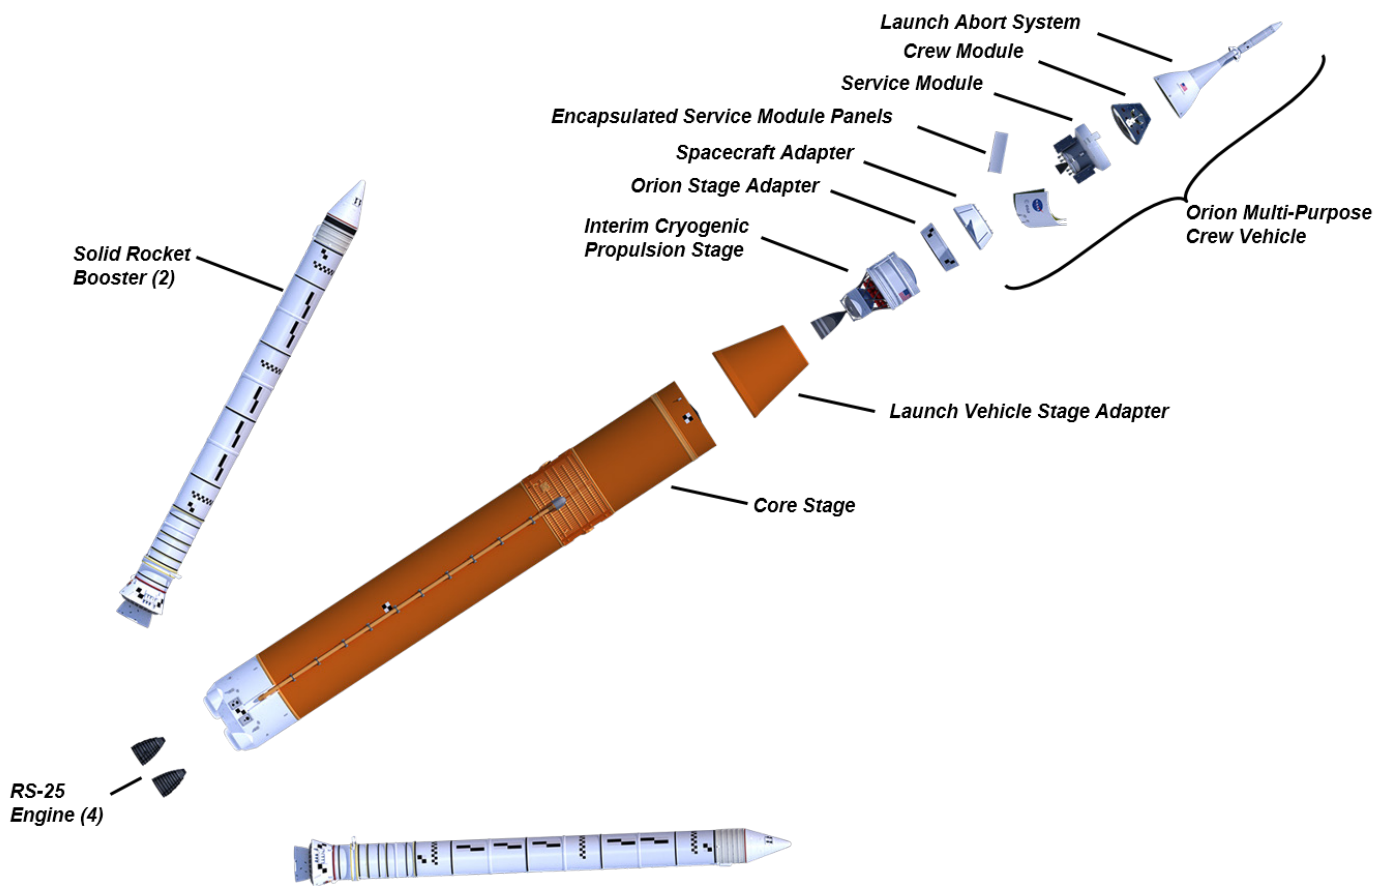 Launch Abort System
Crew Module
Service Module
Encapsulated Service Module Panels
Spacecraft Adapter
Orion Stage Adapter
Interim Cryogenic
Propulsion Stage
Orion Multi-Purpose
Crew Vehicle
Solid Rocket
Booster (2)
Launch Vehicle Stage Adapter
Core Stage
RS-25
Engine (4)